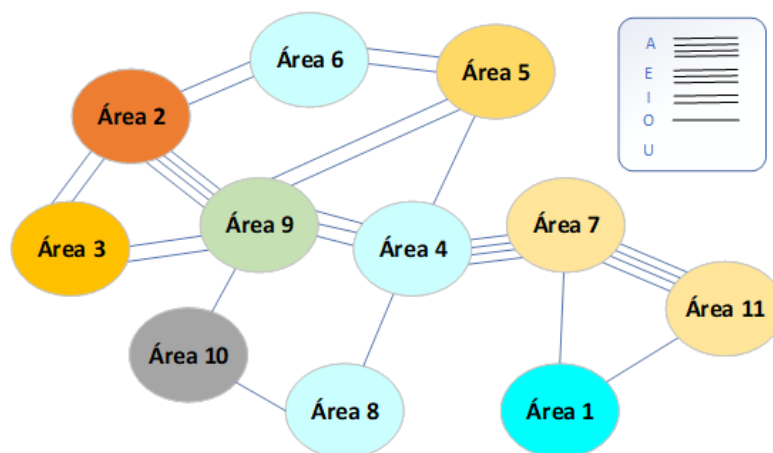 Área 6
Área 5
Área 2
Área 9
Área 7
Área 3
Área 4
Área 11
Área 10
Área 8
Área 1
A
E
I
O
U